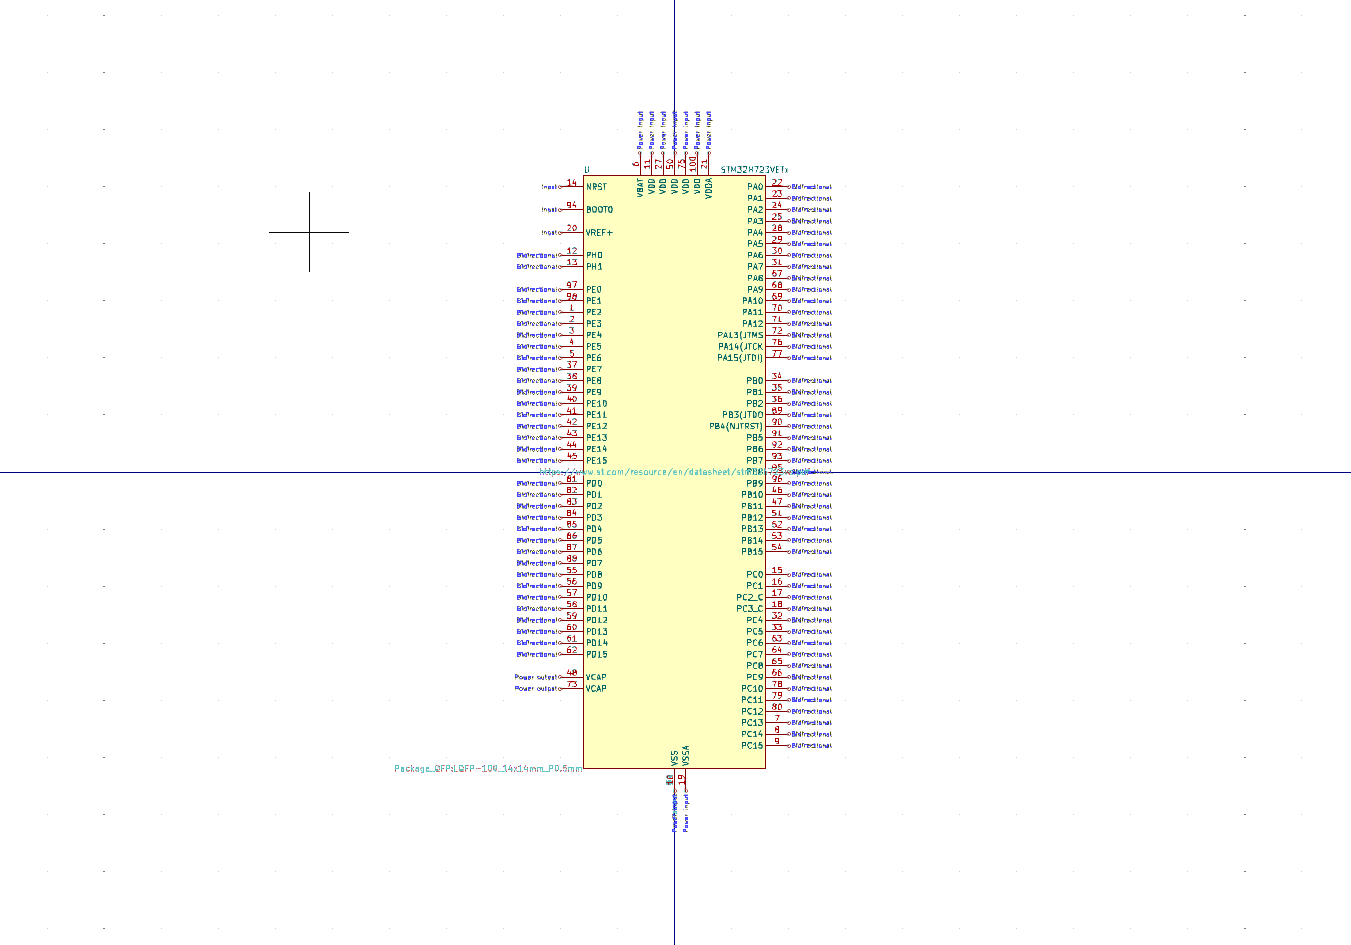 Power input Power input Power input Power input Power input Power input Power input
6 11 27 50 75 100 21
U STM32H723VETx
VBAT VDD VDD VDD VDD VDD VDDA
Input 14 NRST PA0 22 Bidirectional
PA1 23 Bidirectional
Input 94 BOOT0 PA2 24 Bidirectional
PA3 25 Bidirectional
Input 20 VREF+ PA4 28 Bidirectional
PA5 29 Bidirectional
Bidirectional 12 PH0 PA6 30 Bidirectional
Bidirectional 13 PH1 PA7 31 Bidirectional
PA8 67 Bidirectional
Bidirectional 97 PE0 PA9 68 Bidirectional
Bidirectional 98 PE1 PA10 69 Bidirectional
Bidirectional 1 PE2 PA11 70 Bidirectional
Bidirectional 2 PE3 PA12 71 Bidirectional
Bidirectional 3 PE4 PA13(JTMS 72 Bidirectional
Bidirectional 4 PE5 PA14(JTCK 76 Bidirectional
Bidirectional 5 PE6 PA15(JTDI) 77 Bidirectional
Bidirectional 37 PE7
Bidirectional 38 PE8 PB0 34 Bidirectional
Bidirectional 39 PE9 PB1 35 Bidirectional
Bidirectional 40 PE10 PB2 36 Bidirectional
Bidirectional 41 PE11 PB3(JTDO 89 Bidirectional
Bidirectional 42 PE12 PB4(NJTRST) 90 Bidirectional
Bidirectional 43 PE13 PB5 91 Bidirectional
Bidirectional 44 PE14 PB6 92 Bidirectional
Bidirectional 45 PE15 PB7 93 Bidirectional
https://www.st.com/resource/en/datasheet/ PB8 95 Bidirectional
Bidirectional 81 PD0 PB9 96 Bidirectional
Bidirectional 82 PD1 PB10 46 Bidirectional
Bidirectional 83 PD2 PB11 47 Bidirectional
Bidirectional 84 PD3 PB12 51 Bidirectional
Bidirectional 85 PD4 PB13 52 Bidirectional
Bidirectional 86 PD5 PB14 53 Bidirectional
Bidirectional 87 PD6 PB15 54 Bidirectional
Bidirectional 88 PD7
Bidirectional 55 PD8 PC0 15 Bidirectional
Bidirectional 56 PD9 PC1 16 Bidirectional
Bidirectional 57 PD10 PC2_C 17 Bidirectional
Bidirectional 58 PD11 PC3_C 18 Bidirectional
Bidirectional 59 PD12 PC4 32 Bidirectional
Bidirectional 60 PD13 PC5 33 Bidirectional
Bidirectional 61 PD14 PC6 63 Bidirectional
Bidirectional 62 PD15 PC7 64 Bidirectional
PC8 65 Bidirectional
Power output 48 VCAP PC9 66 Bidirectional
Power output 73 VCAP PC10 78 Bidirectional
PC11 79 Bidirectional
PC12 80 Bidirectional
PC13 7 Bidirectional
PC14 8 Bidirectional
PC15 9 Bidirectional
VSS VSSA
Package_QFP:LQFP-100_14x14mm_P0.5mm
19
Power input